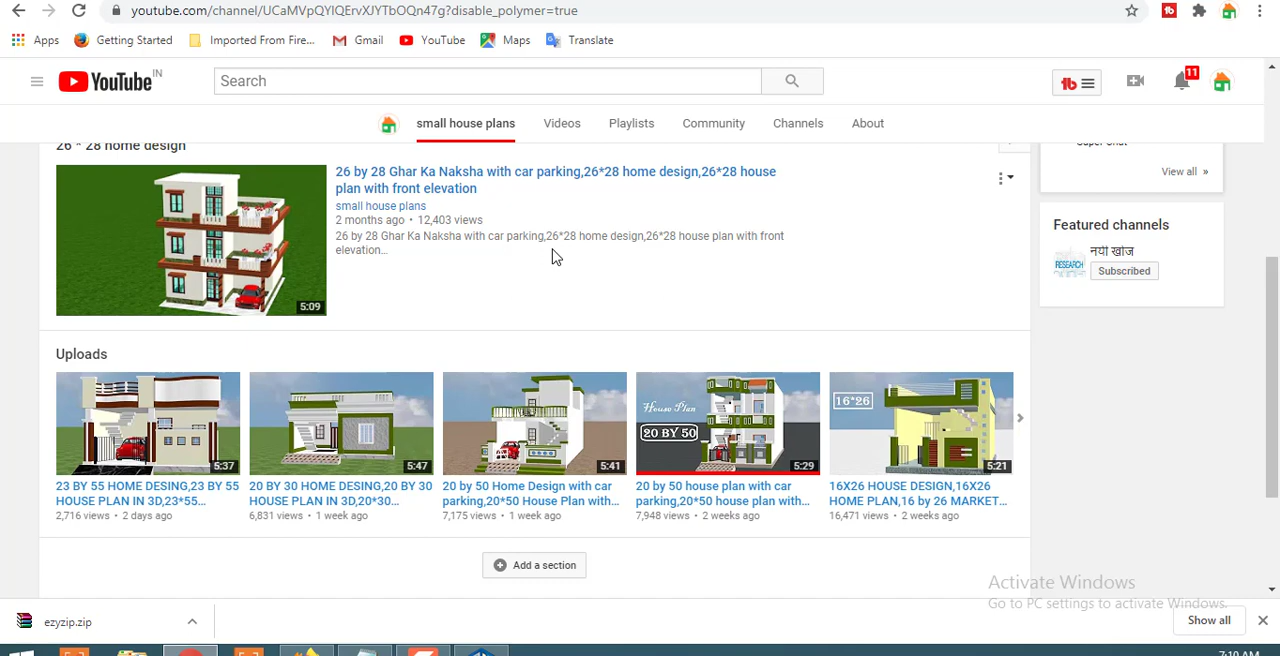 youtube.com/channel/UCaMVpQYlQErvXJYTbOQn47g?disable_polymer=true
Apps Getting Started Imported From Fire... Gmail YouTube Maps Translate
YouTube IN Search 11
small house plans Videos Playlists Community Channels About
26 * 28 home design
Super Chat
View all »
26 by 28 Ghar Ka Naksha with car parking,26*28 home design,26*28 house
plan with front elevation
small house plans
2 months ago • 12,403 views
26 by 28 Ghar Ka Naksha with car parking,26*28 home design,26*28 house plan with front
elevation...
5:09
Featured channels
नयी खोज
RESEARCH
Subscribed
Uploads
House Plan
20 BY 50
16*26
5:37 5:47 5:41 5:29 5:21
23 BY 55 HOME DESING,23 BY 55
HOUSE PLAN IN 3D,23*55...
2,716 views • 2 days ago
20 BY 30 HOME DESING,20 BY 30
HOUSE PLAN IN 3D,20*30...
6,831 views • 1 week ago
20 by 50 Home Design with car
parking,20*50 House Plan with...
7,175 views • 1 week ago
20 by 50 house plan with car
parking,20*50 house plan with...
7,948 views • 2 weeks ago
16X26 HOUSE DESIGN,16X26
HOME PLAN,16 by 26 MARKET...
16,471 views • 2 weeks ago
Add a section
Activate Windows
Go to PC settings to activate Windows.
ezyzip.zip
Show all
7:10 AM